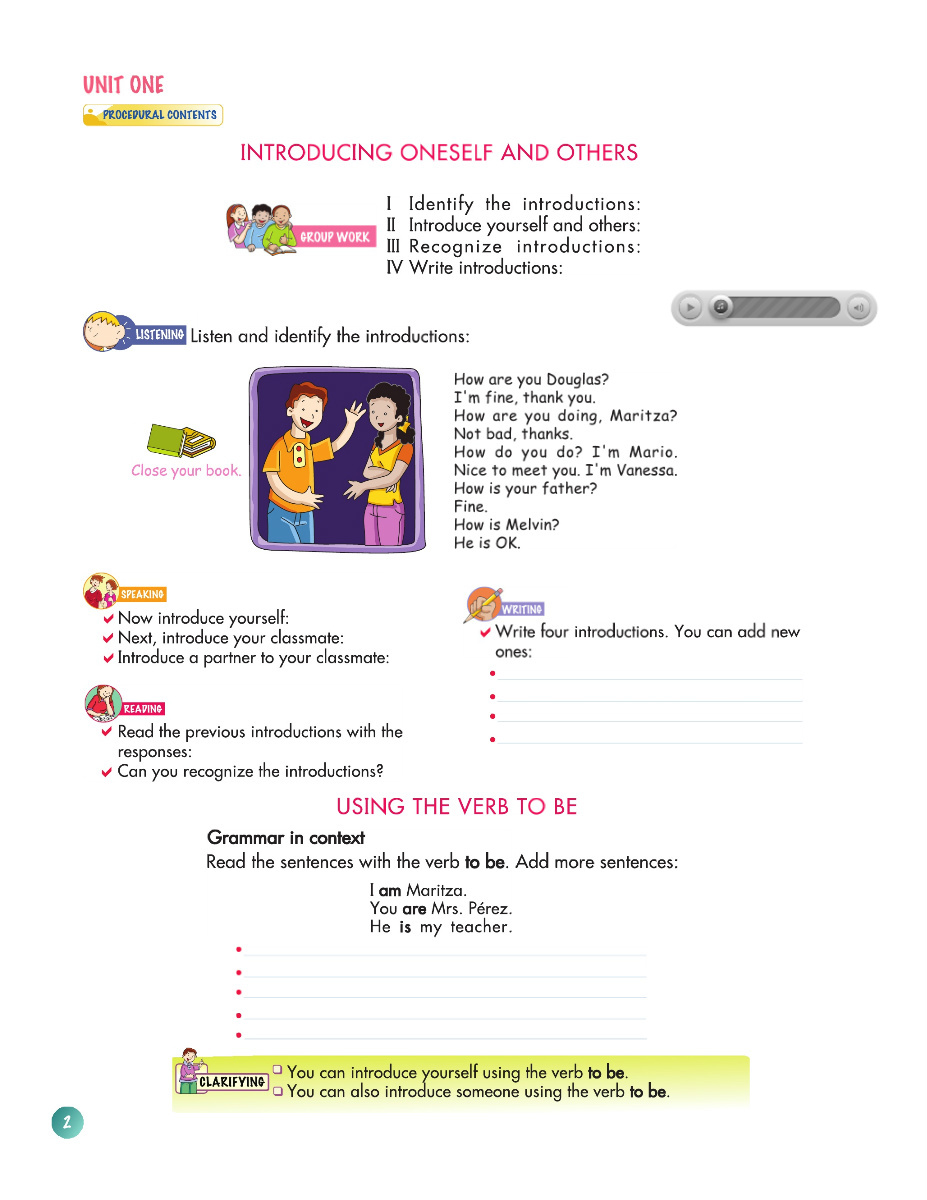 UNIT ONE
PROCEDURAL CONTENTS
INTRODUCING ONESELF AND OTHERS
GROUP WORK
I Identify the introductions:
II Introduce yourself and others:
III Recognize introductions:
IV Write introductions:
LISTENING Listen and identify the introductions:
Close your book.
How are you Douglas?
I'm fine, thank you.
How are you doing, Maritza?
Not bad, thanks.
How do you do? I'm Mario.
Nice to meet you. I'm Vanessa.
How is your father?
Fine.
How is Melvin?
He is OK.
SPEAKING
Now introduce yourself:
Next, introduce your classmate:
Introduce a partner to your classmate:
READING
Read the previous introductions with the
responses:
Can you recognize the introductions?
WRITING
Write four introductions. You can add new
ones:
USING THE VERB TO BE
Grammar in context
Read the sentences with the verb to be. Add more sentences:
I am Maritza.
You are Mrs. Pérez.
He is my teacher.
CLARIFYING
You can introduce yourself using the verb to be.
You can also introduce someone using the verb to be.
2